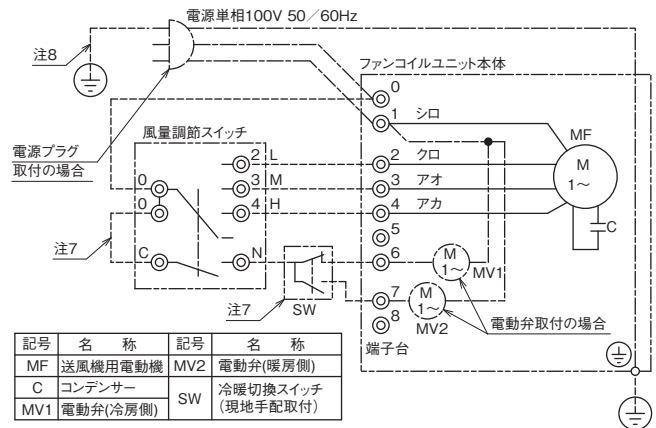 電源単相100V 50／60Hz
注8
ファンコイルユニット本体
0
1
シロ
MF
風量調節スイッチ
電源プラグ
取付の場合
2 L
2
クロ
M
1～
0
3 M
3
アオ
0
4 H
4
アカ
C
5
注7
C
N
6
M
1～
MV1
注7
SW
7
M
1～
MV2
電動弁取付の場合
8
端子台
記号 名 称 記号 名 称
MF 送風機用電動機 MV2 電動弁(暖房側)
C コンデンサー SW 冷暖切換スイッチ
(現地手配取付)
MV1 電動弁(冷房側)